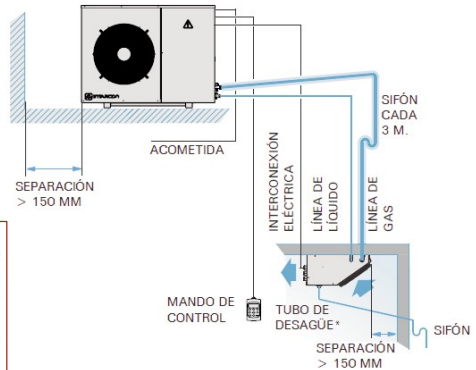 INTARCON
SIFÓN
CADA
3 M.
ACOMETIDA
SEPARACIÓN
> 150 MM
INTERCONEXIÓN
ELÉCTRICA
LÍNEA DE
LÍQUIDO
LÍNEA DE
GAS
MANDO DE
CONTROL
TUBO DE
DESAGÜE*
SIFÓN
SEPARACIÓN
> 150 MM